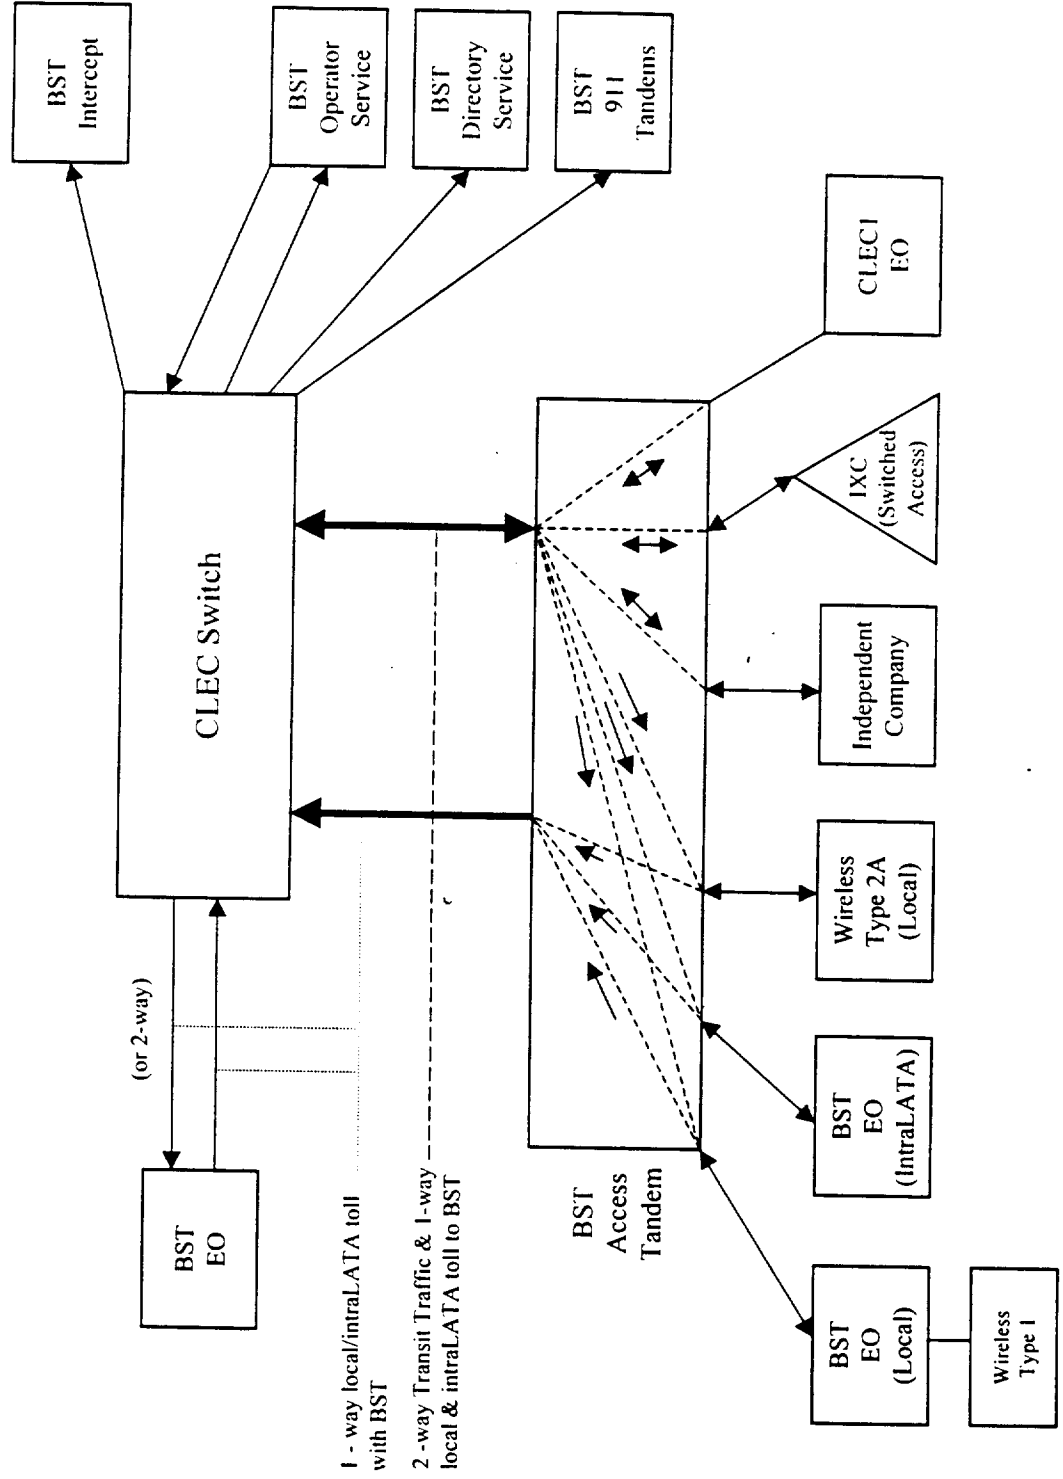 BST
EO
(or 2-way)
CLEC Switch
BST
Intercept
BST
Operator
Service
BST
Directory
Service
BST
911
Tandems
1 - way local/intraLATA toll
with BST
2 -way Transit Traffic & 1-way
local & intraLATA toll to BST
BST
Access
Tandem
BST
EO
(Local)
Wireless
Type 1
BST
EO
(IntraLATA)
Wireless
Type 2A
(Local)
Independent
Company
IXC
(Switched
Access)
CLEC1
EO